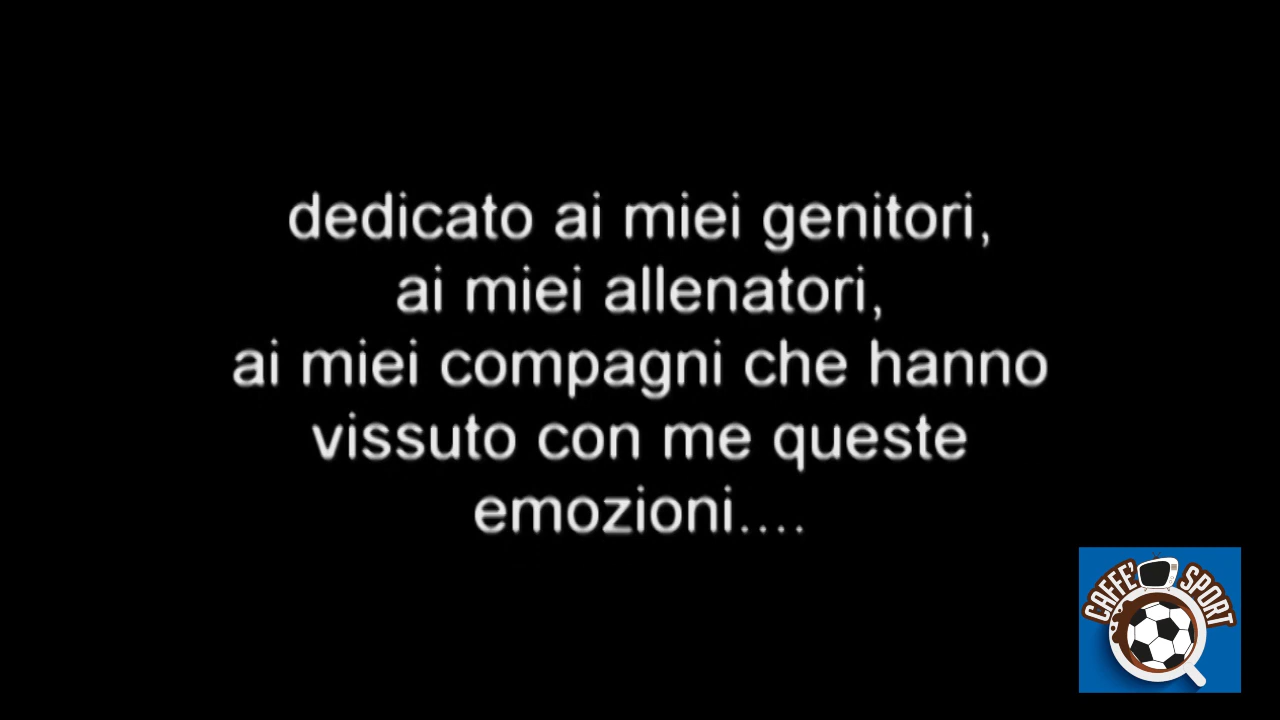 dedicato ai miei genitori,
ai miei allenatori,
ai miei compagni che hanno
vissuto con me queste
emozioni....
CAFFE' SPORT